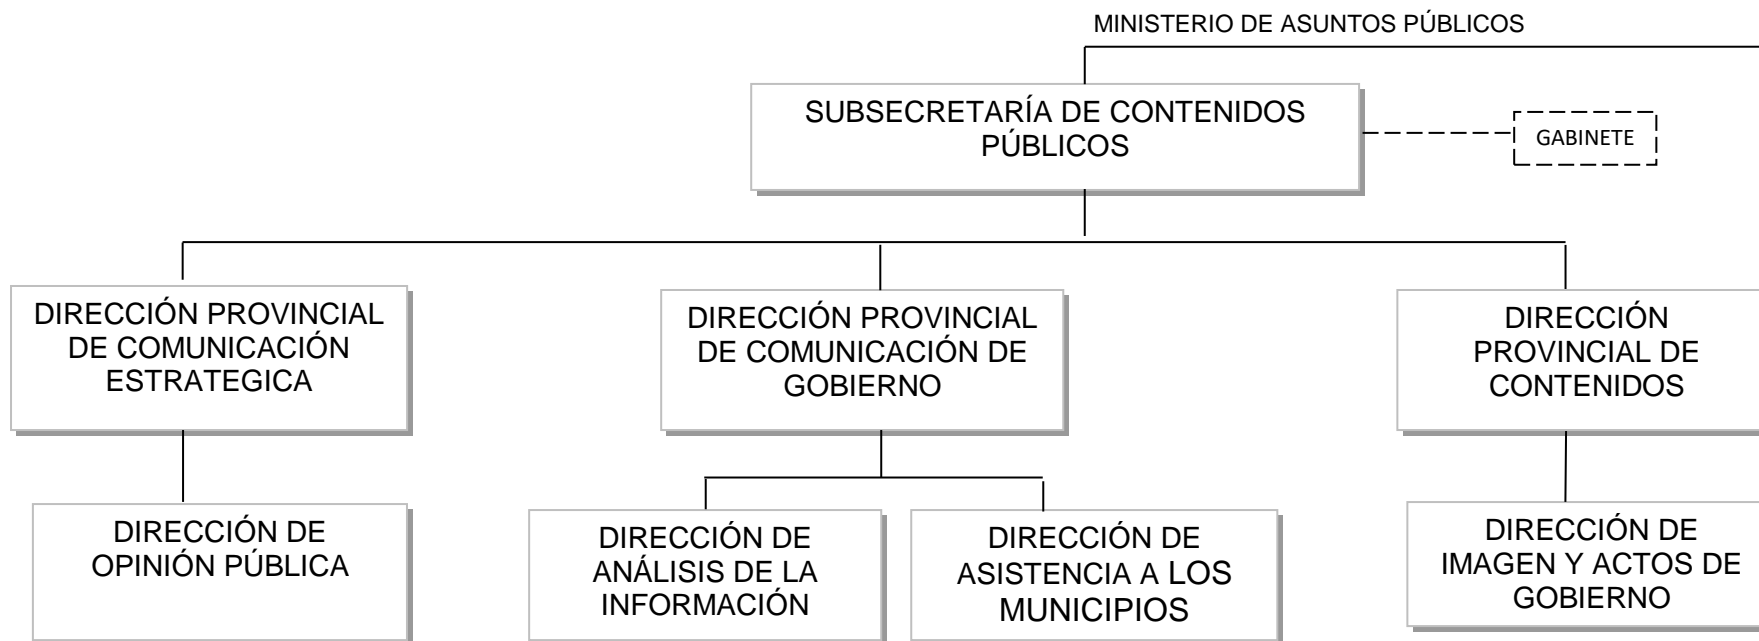 MINISTERIO DE ASUNTOS PÚBLICOS
SUBSECRETARÍA DE CONTENIDOS
PÚBLICOS
GABINETE
DIRECCIÓN PROVINCIAL
DE COMUNICACIÓN
ESTRATEGICA
DIRECCIÓN PROVINCIAL
DE COMUNICACIÓN DE
GOBIERNO
DIRECCIÓN
PROVINCIAL DE
CONTENIDOS
DIRECCIÓN DE
OPINIÓN PÚBLICA
DIRECCIÓN DE
ANÁLISIS DE LA
INFORMACIÓN
DIRECCIÓN DE
ASISTENCIA A LOS
MUNICIPIOS
DIRECCIÓN DE
IMAGEN Y ACTOS DE
GOBIERNO